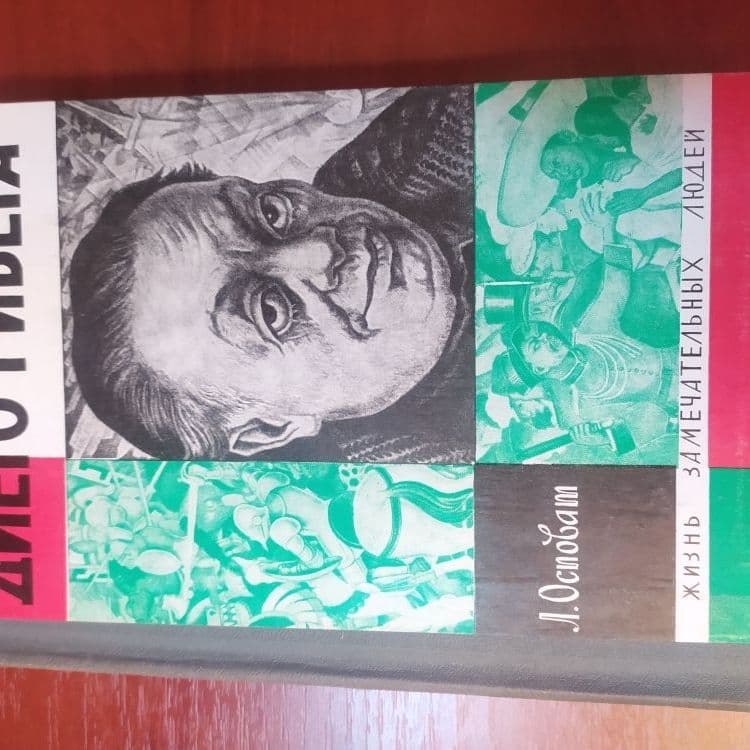 ДИЕГО РИВЕРА
Л. Осповат
ЖИЗНЬ ЗАМЕЧАТЕЛЬНЫХ ЛЮДЕЙ